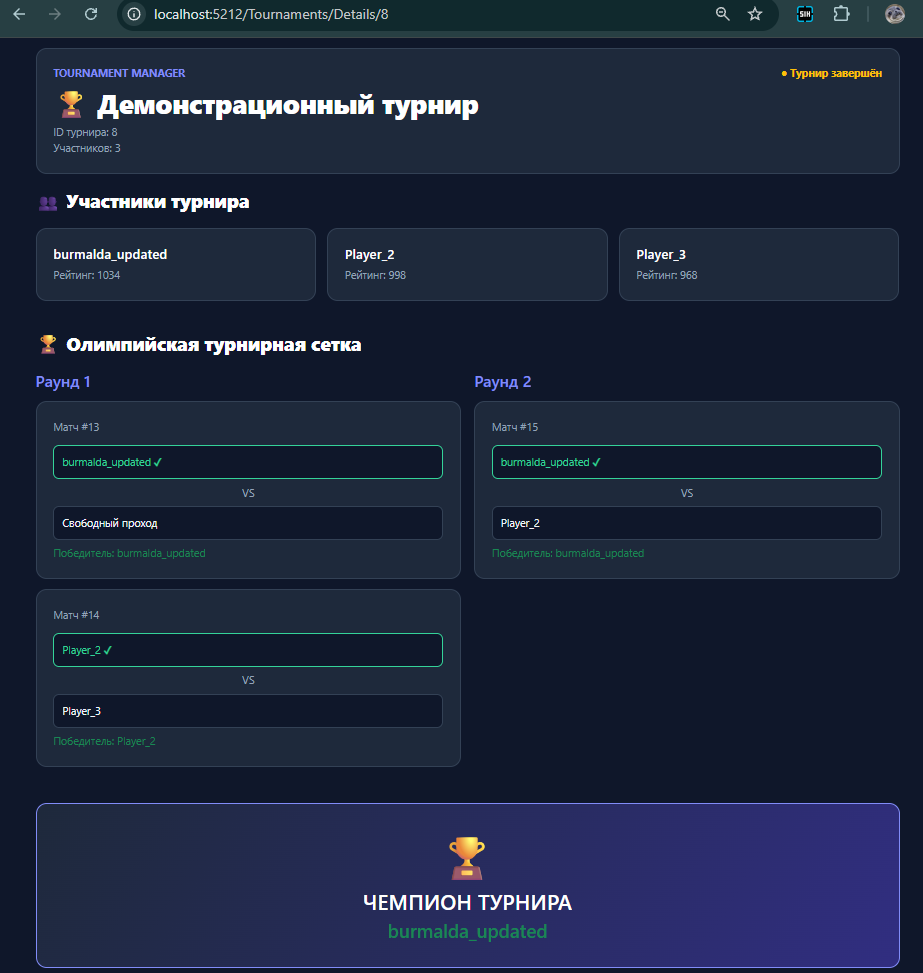 localhost:5212/Tournaments/Details/8
SIH
TOURNAMENT MANAGER
• Турнир завершён
🏆 Демонстрационный турнир
ID турнира: 8
Участников: 3
👥 Участники турнира
burmalda_updated
Рейтинг: 1034
Player_2
Рейтинг: 998
Player_3
Рейтинг: 968
🏆 Олимпийская турнирная сетка
Раунд 1
Матч #13
burmalda_updated ✓
VS
Свободный проход
Победитель: burmalda_updated
Матч #14
Player_2 ✓
VS
Player_3
Победитель: Player_2
Раунд 2
Матч #15
burmalda_updated ✓
VS
Player_2
Победитель: burmalda_updated
🏆
ЧЕМПИОН ТУРНИРА
burmalda_updated